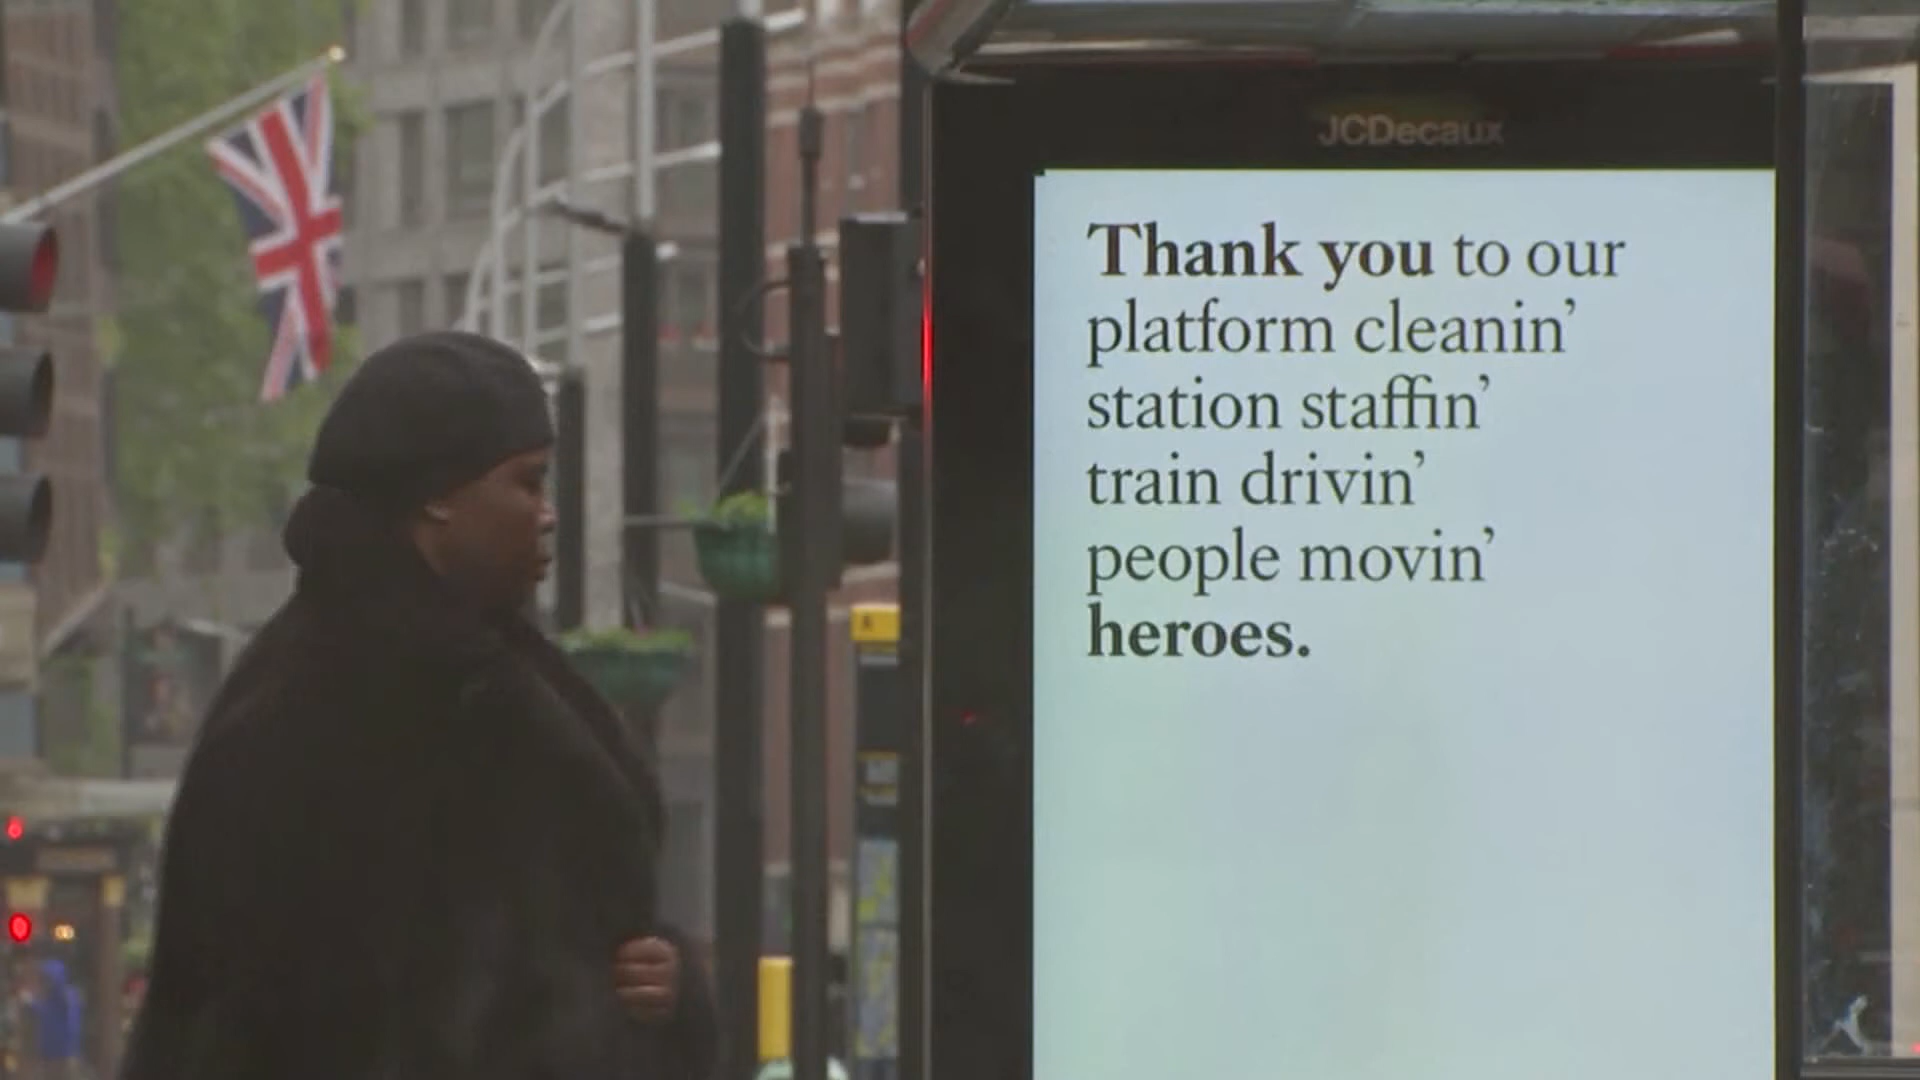 JCDecaux
Thank you to our
platform cleanin’
station staffin’
train drivin’
people movin’
heroes.
A